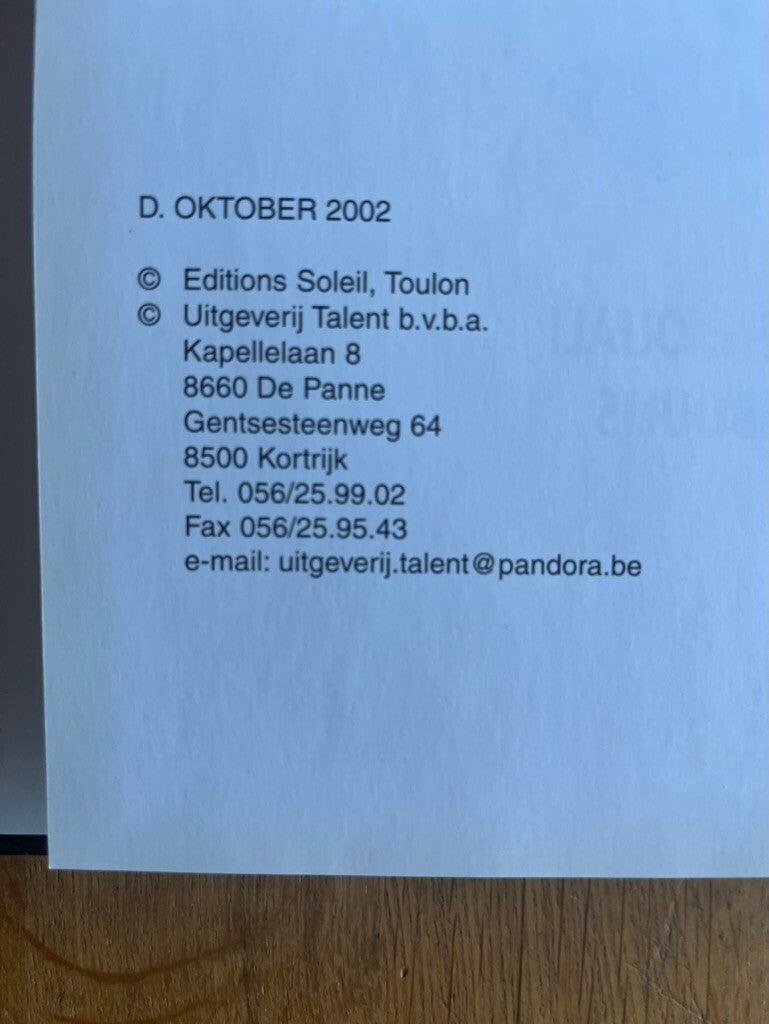 D. OKTOBER 2002
© Editions Soleil, Toulon
© Uitgeverij Talent b.v.b.a.
Kapellelaan 8
8660 De Panne
Gentsesteenweg 64
8500 Kortrijk
Tel. 056/25.99.02
Fax 056/25.95.43
e-mail: uitgeverij.talent@pandora.be